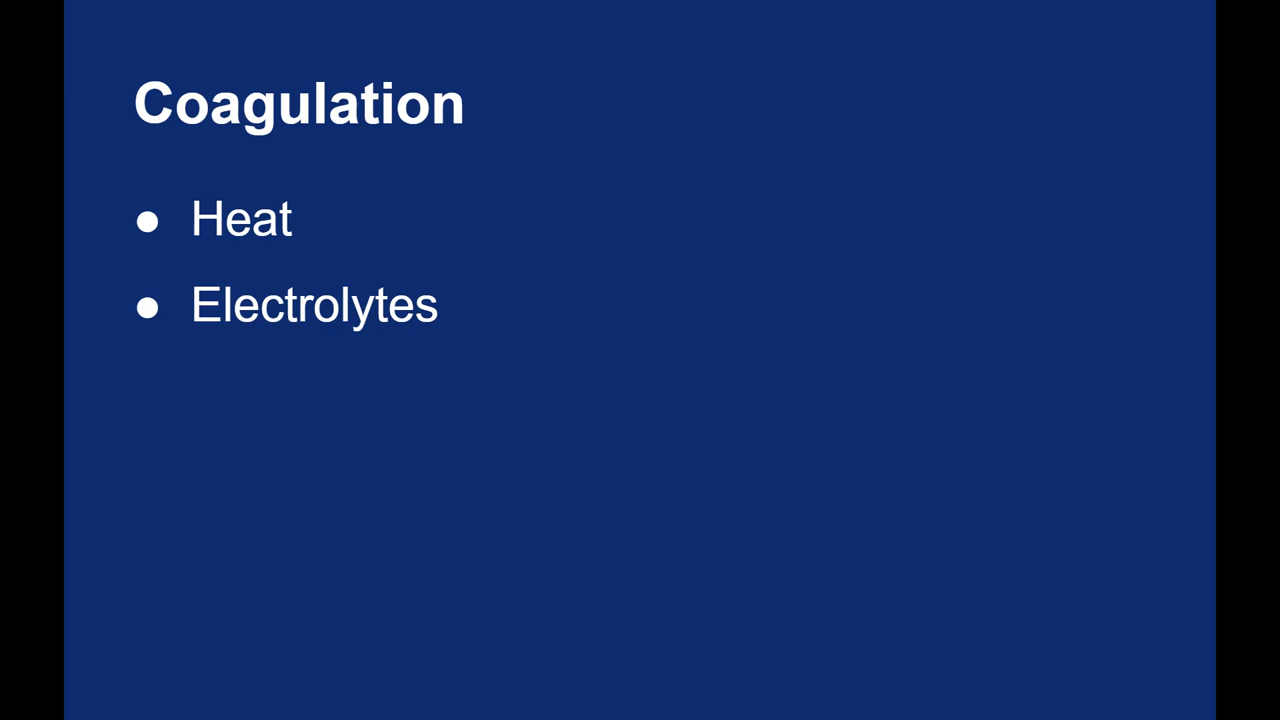 Coagulation
● Heat
● Electrolytes